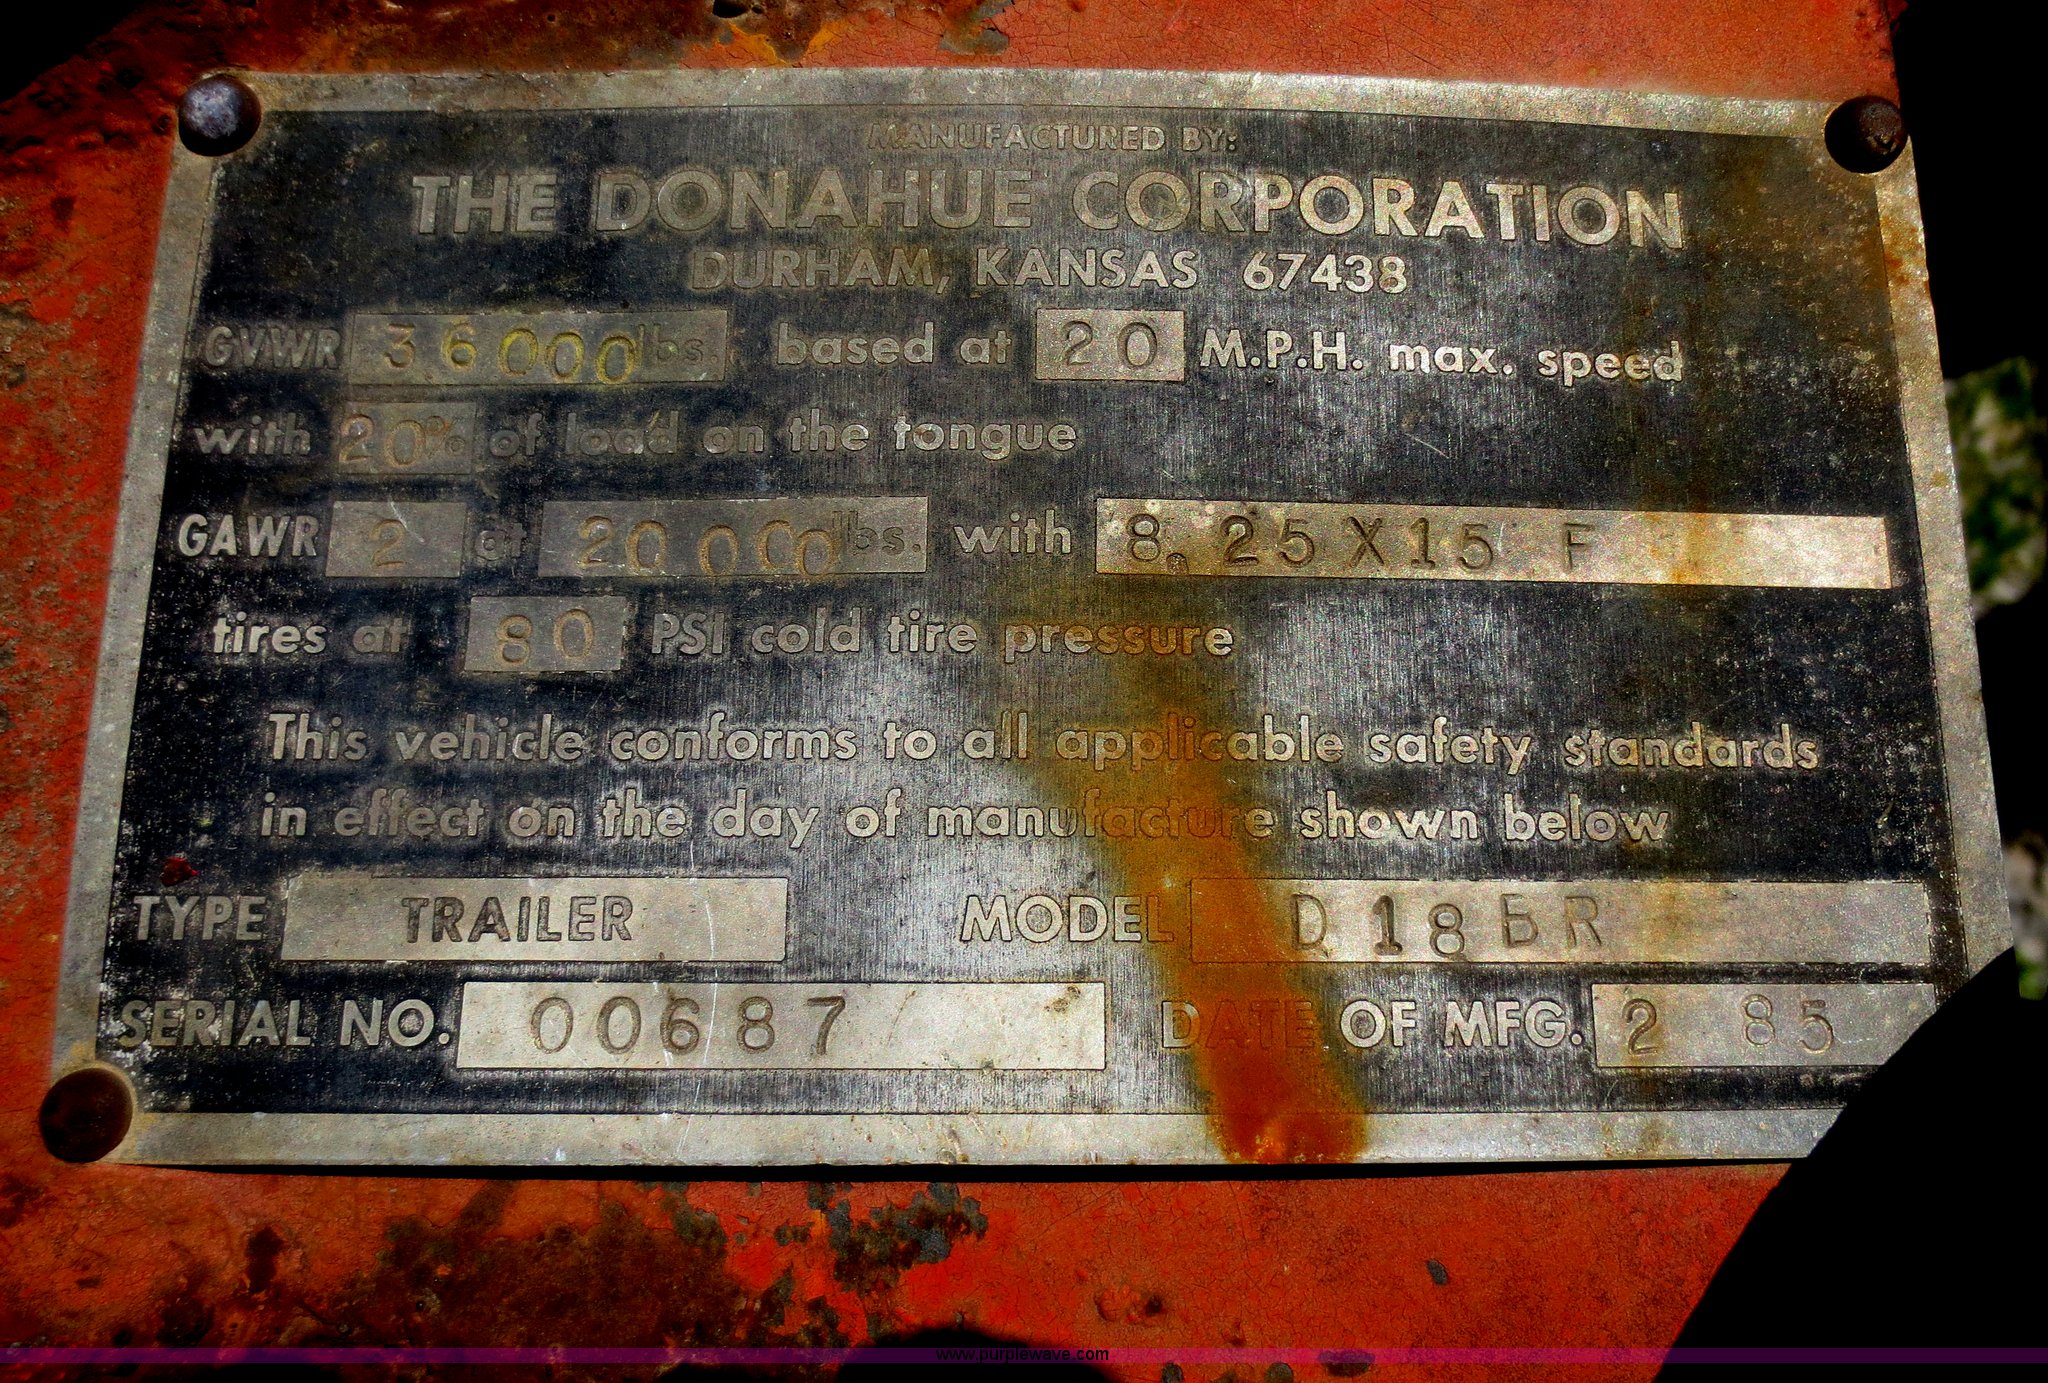 MANUFACTURED BY:
THE DONAHUE CORPORATION
DURHAM, KANSAS 67438
GVWR 36000 lbs. based at 20 M.P.H. max. speed
with 20% of load on the tongue
GAWR 2 at 20000 lbs. with 8.25X15 F
tires at 80 PSI cold tire pressure
This vehicle conforms to all applicable safety standards
in effect on the day of manufacture shown below
TYPE TRAILER MODEL D18BR
SERIAL NO. 00687 DATE OF MFG. 2 85
www.purplewave.com